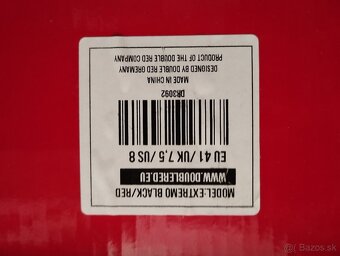 MODEL:EXTREMO BLACK/RED
WWW.DOUBLERED.EU
EU 41 /UK 7,5 /US 8
DR3092
MADE IN CHINA
DESIGNED BY DOUBLE RED GREMANY
PRODUCT OF THE DOUBLE RED COMPANY
Bazos.sk